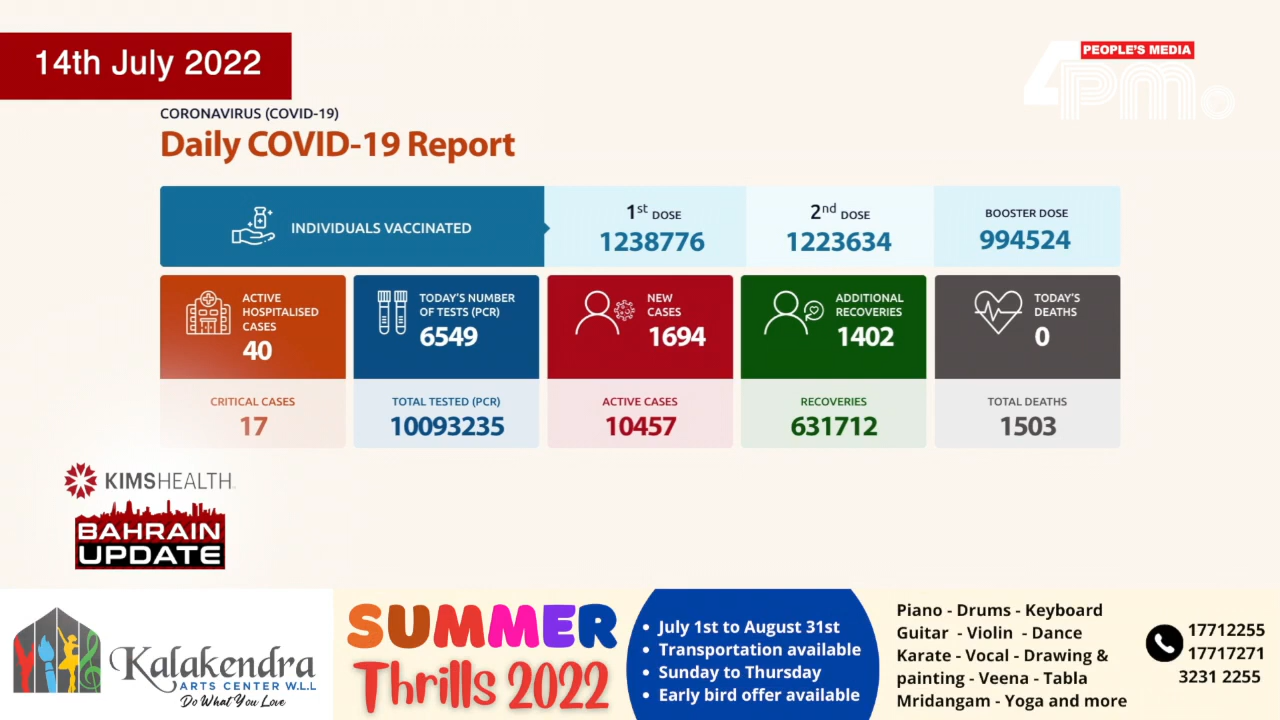 14th July 2022
PEOPLE'S MEDIA
4pm
CORONAVIRUS (COVID-19)
Daily COVID-19 Report
INDIVIDUALS VACCINATED
1st DOSE
1238776
2nd DOSE
1223634
BOOSTER DOSE
994524
ACTIVE
HOSPITALISED
CASES
40
TODAY'S NUMBER
OF TESTS (PCR)
6549
NEW
CASES
1694
ADDITIONAL
RECOVERIES
1402
TODAY'S
DEATHS
0
CRITICAL CASES
17
TOTAL TESTED (PCR)
10093235
ACTIVE CASES
10457
RECOVERIES
631712
TOTAL DEATHS
1503
KIMSHEALTH
BAHRAIN
UPDATE
Kalakendra
ARTS CENTER W.L.L
Do What You Love
SUMMER
Thrills 2022
• July 1st to August 31st
• Transportation available
• Sunday to Thursday
• Early bird offer available
Piano - Drums - Keyboard
Guitar - Violin - Dance
Karate - Vocal - Drawing &
painting - Veena - Tabla
Mridangam - Yoga and more
17712255
17717271
3231 2255